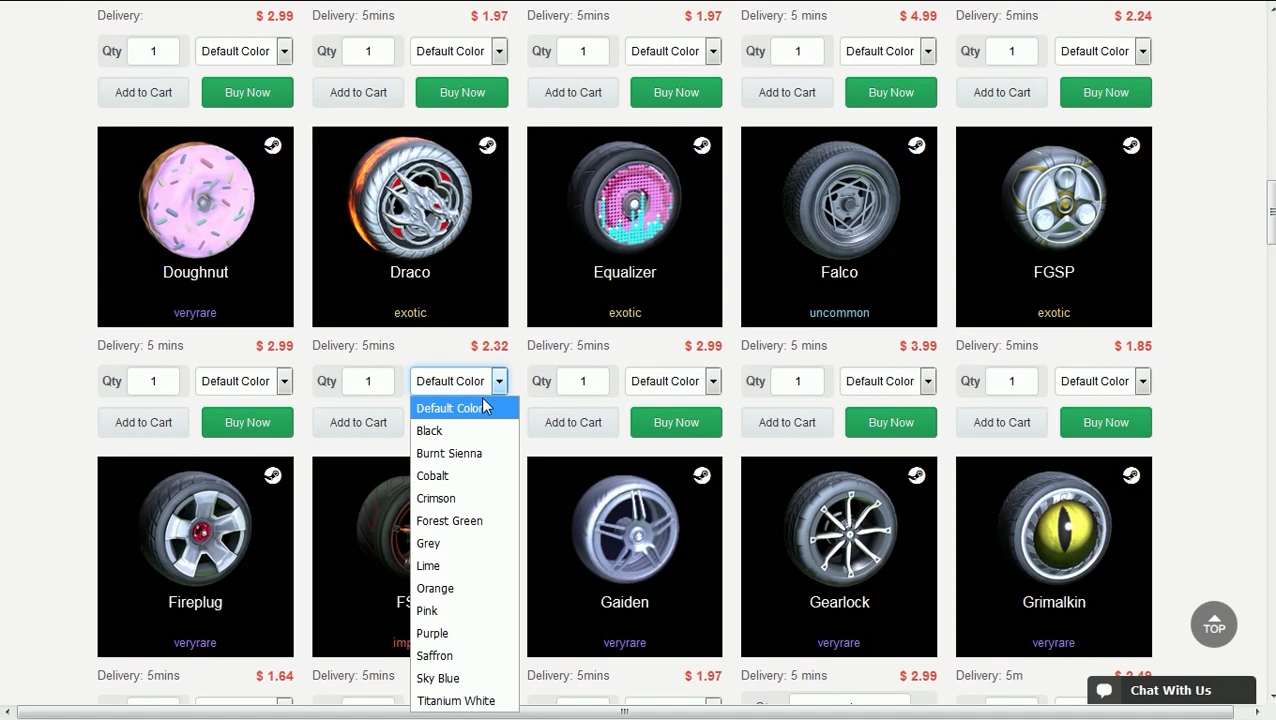 Delivery: $ 2.99 Delivery: 5mins $ 1.97 Delivery: 5mins $ 1.97 Delivery: 5 mins $ 4.99 Delivery: 5mins $ 2.24
Qty 1 Default Color Qty 1 Default Color Qty 1 Default Color Qty 1 Default Color Qty 1 Default Color
Add to Cart Buy Now Add to Cart Buy Now Add to Cart Buy Now Add to Cart Buy Now Add to Cart Buy Now
Doughnut Draco Equalizer Falco FGSP
veryrare exotic exotic uncommon exotic
Delivery: 5 mins $ 2.99 Delivery: 5mins $ 2.32 Delivery: 5mins $ 2.99 Delivery: 5mins $ 3.99 Delivery: 5mins $ 1.85
Qty 1 Default Color Qty 1 Default Color Qty 1 Default Color Qty 1 Default Color Qty 1 Default Color
Add to Cart Buy Now Add to Cart Add to Cart Buy Now Add to Cart Buy Now Add to Cart Buy Now
Default Color
Black
Burnt Sienna
Cobalt
Crimson
Forest Green
Grey
Lime
Orange
Pink
Purple
Saffron
Sky Blue
Titanium White
Fireplug Gaiden Gearlock Grimalkin
veryrare veryrare veryrare veryrare
Delivery: 5mins $ 1.64 Delivery: 5mins Delivery: 5mins $ 1.97 Delivery: 5mins $ 2.99 Delivery: 5m
TOP
Chat With Us